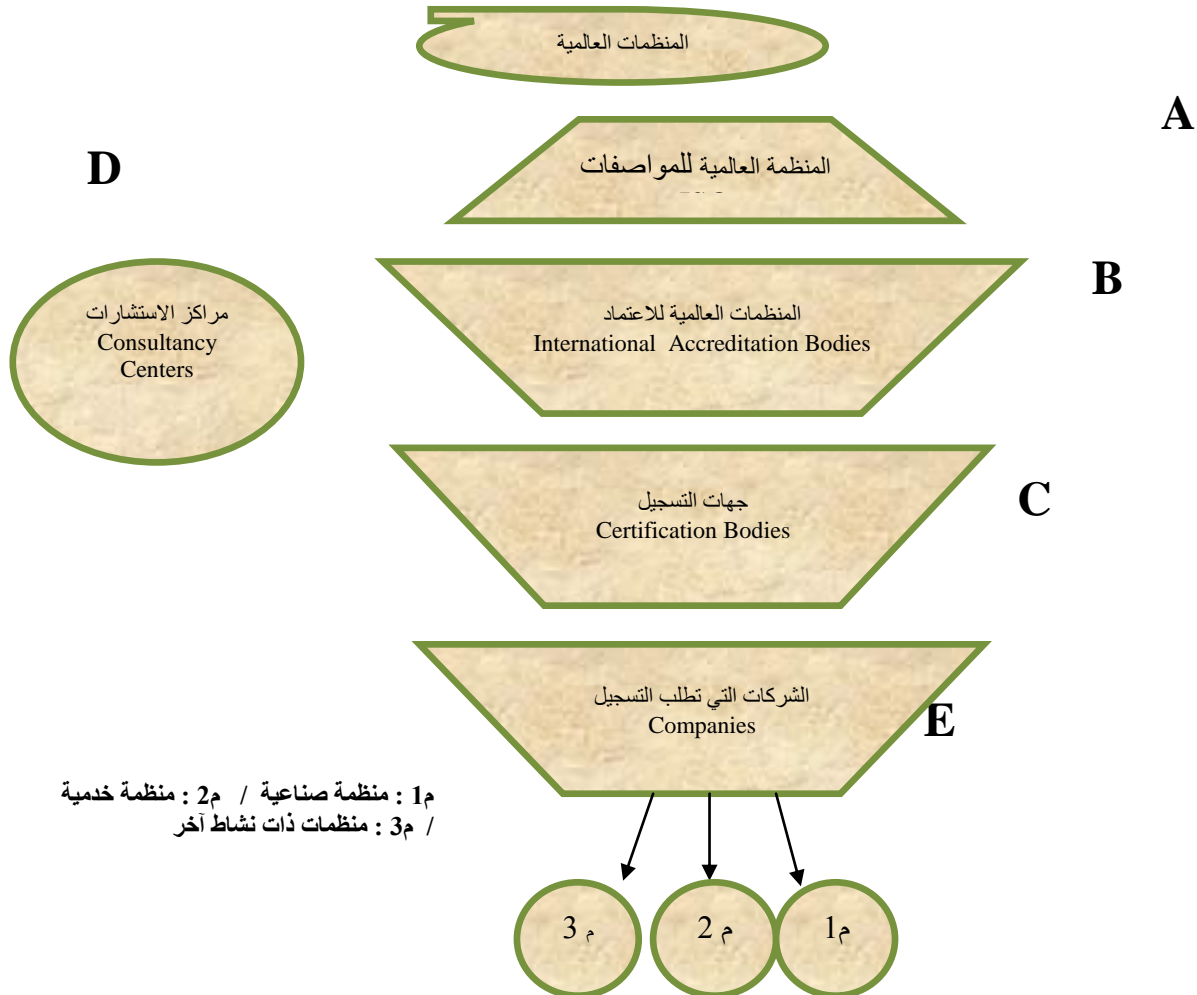 المنظمات العالمية
A
المنظمة العالمية للمواصفات
D
B
المنظمات العالمية للاعتماد
International Accreditation Bodies
مراكز الاستشارات
Consultancy
Centers
C
جهات التسجيل
Certification Bodies
الشركات التي تطلب التسجيل
Companies
E
م1 : منظمة صناعية / م2 : منظمة خدمية
/ م3 : منظمات ذات نشاط آخر
م1
م 2
م 3